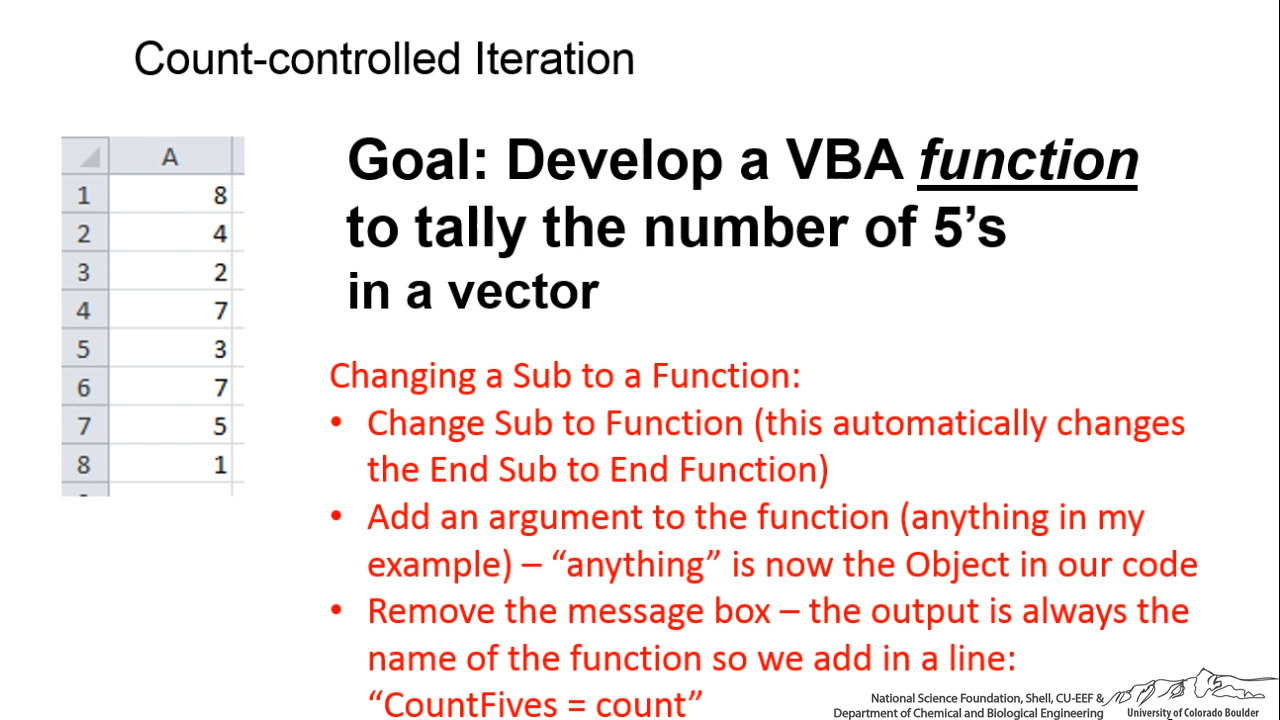 Count-controlled Iteration
A
1 8
2 4
3 2
4 7
5 3
6 7
7 5
8 1
Goal: Develop a VBA function
to tally the number of 5’s
in a vector
Changing a Sub to a Function:
• Change Sub to Function (this automatically changes
the End Sub to End Function)
• Add an argument to the function (anything in my
example) – “anything” is now the Object in our code
• Remove the message box – the output is always the
name of the function so we add in a line:
“CountFives = count”
National Science Foundation, Shell, CU-EEF &
Department of Chemical and Biological Engineering
University of Colorado Boulder